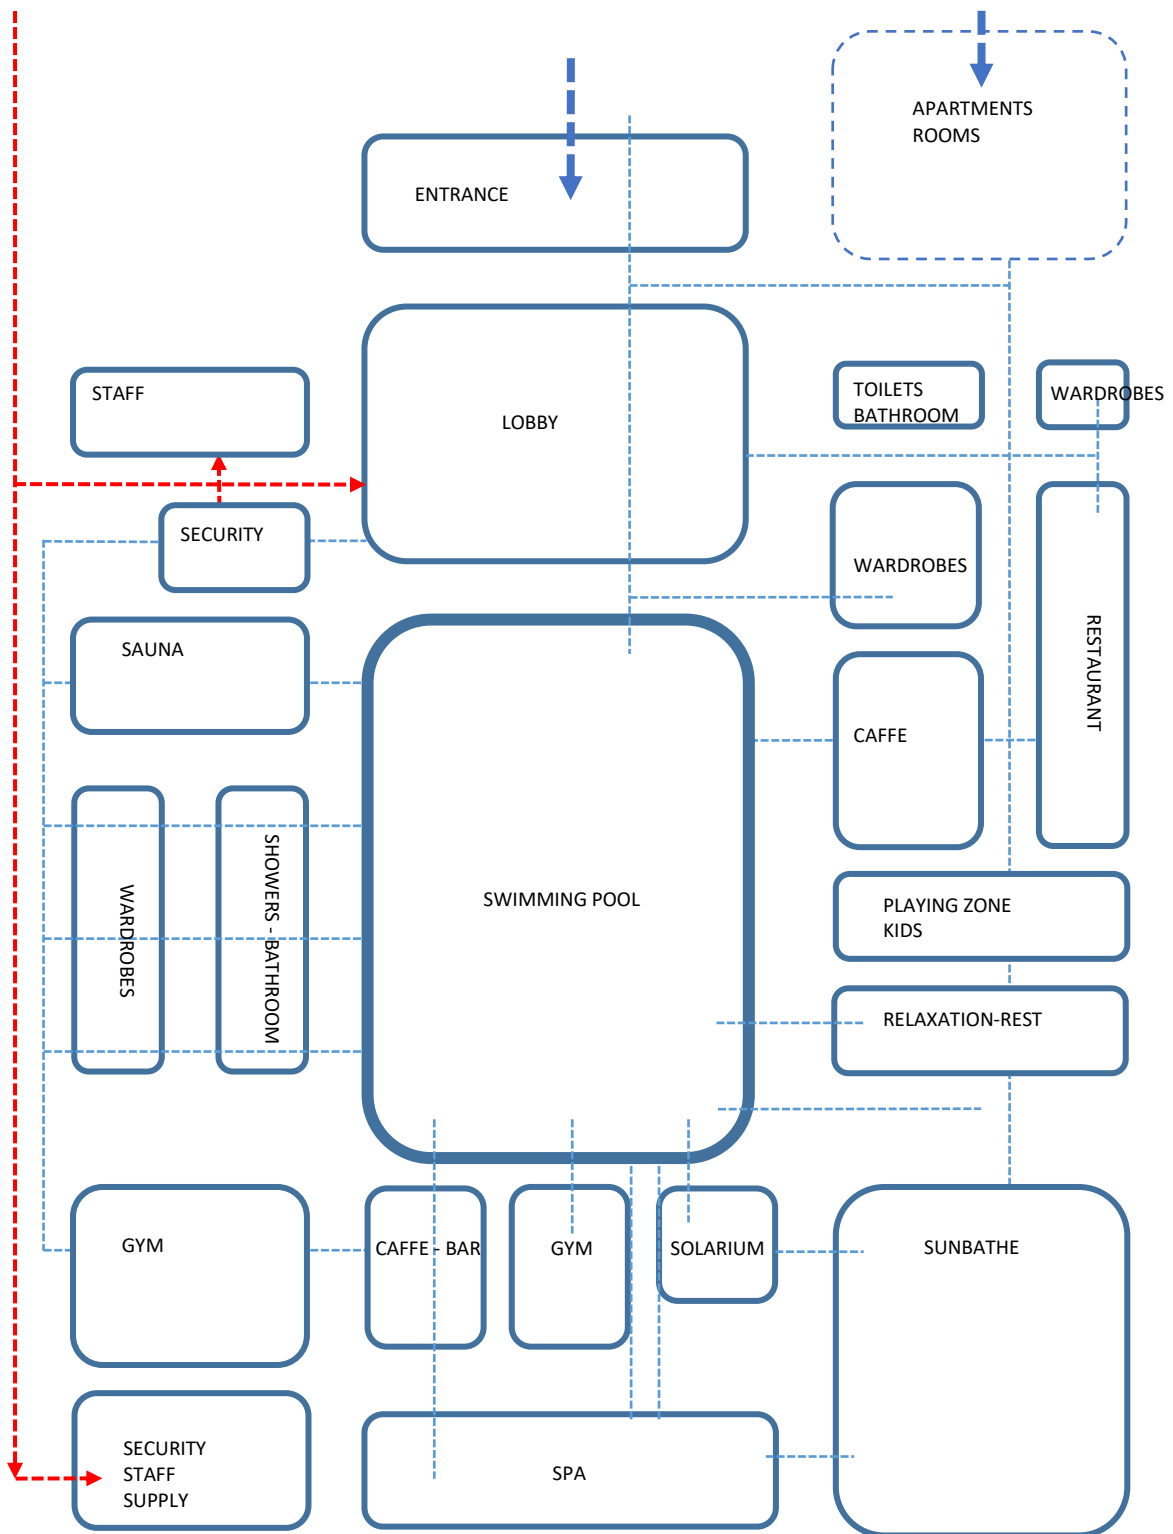 APARTMENTS
ROOMS
ENTRANCE
STAFF
LOBBY
TOILETS
BATHROOM
WARDROBES
SECURITY
WARDROBES
SAUNA
RESTAURANT
CAFFE
WARDROBES
SHOWERS - BATHROOM
SWIMMING POOL
PLAYING ZONE
KIDS
RELAXATION-REST
GYM
CAFFE - BAR
GYM
SOLARIUM
SUNBATHE
SECURITY
STAFF
SUPPLY
SPA